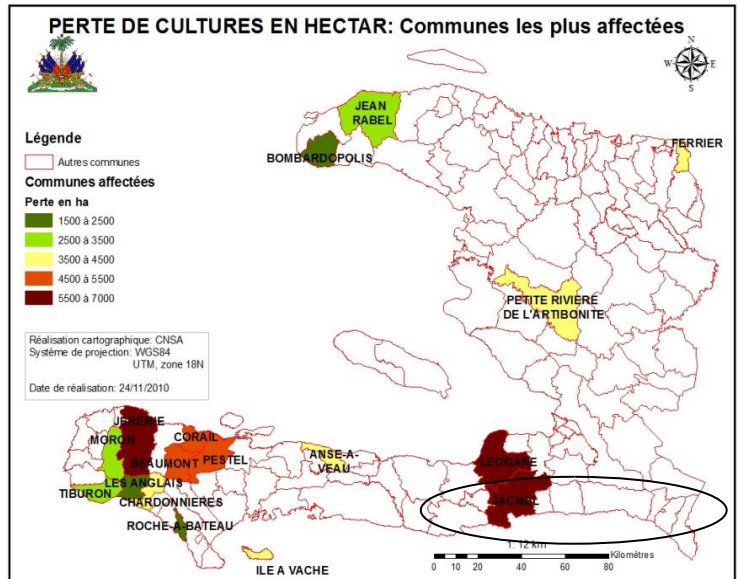 PERTE DE CULTURES EN HECTAR: Communes les plus affectées
N
W E
S
JEAN
RABEL
BOMBARDOPOLIS
FERRIER
Légende
Autres communes
Communes affectées
Perte en ha
1500 à 2500
2500 à 3500
3500 à 4500
4500 à 5500
5500 à 7000
PETITE RIVIERE
DE L'ARTIBONITE
Réalisation cartographique: CNSA
Système de projection: WGS84
UTM, zone 18N
Date de réalisation: 24/11/2010
JEREMIE
MORON
CORAIL
BEAUMONT
PESTEL
ANSE-A-
VEAU
LEOGANE
LES ANGLAIS
TIBURON
CHARDONNIERES
JACMEL
ROCHE-A-BATEAU
ILE A VACHE
1: 12 km
Kilomètres
0 10 20 40 60 80